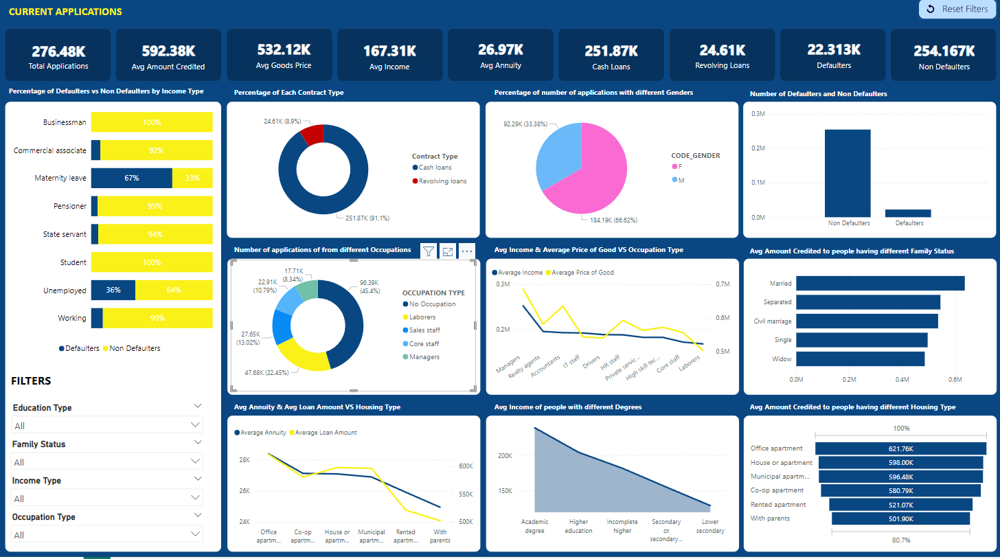 CURRENT APPLICATIONS
Reset Filters
276.48K
Total Applications
592.38K
Avg Amount Credited
532.12K
Avg Goods Price
167.31K
Avg Income
26.97K
Avg Annuity
251.87K
Cash Loans
24.61K
Revolving Loans
22.313K
Defaulters
254.167K
Non Defaulters
Percentage of Defaulters vs Non Defaulters by Income Type
Businessman
100%
Commercial associate
92%
Maternity leave
67%
33%
Pensioner
95%
State servant
94%
Student
100%
Unemployed
36%
64%
Working
90%
Defaulters
Non Defaulters
FILTERS
Education Type
All
Family Status
All
Income Type
All
Occupation Type
All
Percentage of Each Contract Type
24.61K (8.9%)
251.87K (91.1%)
Contract Type
Cash loans
Revolving loans
Percentage of number of applications with different Genders
92.29K (33.38%)
184.19K (66.62%)
CODE_GENDER
F
M
Number of Defaulters and Non Defaulters
0.3M
0.2M
0.1M
0.0M
Non Defaulters
Defaulters
Number of applications of from different Occupations
17.71K
(8.34%)
22.91K
(10.79%)
27.65K
(13.02%)
47.68K (22.45%)
96.39K
(45.4%)
OCCUPATION TYPE
No Occupation
Laborers
Sales staff
Core staff
Managers
Avg Income & Average Price of Good VS Occupation Type
Average Income
Average Price of Good
0.3M
0.2M
0.7M
0.6M
0.5M
Managers
Realty agents
Accountants
IT staff
Drivers
HR staff
Private servic...
High skill tec...
Core staff
Laborers
Avg Amount Credited to people having different Family Status
Married
Separated
Civil marriage
Single
Widow
0.0M
0.2M
0.4M
0.6M
Avg Annuity & Avg Loan Amount VS Housing Type
Average Annuity
Average Loan Amount
28K
26K
24K
600K
550K
500K
Office
apartm...
Co-op
apartm...
House or
apartm...
Municipal
apartm...
Rented
apartm...
With
parents
Avg Income of people with different Degrees
200K
150K
Academic
degree
Higher
education
Incomplete
higher
Secondary
or
secondary...
Lower
secondary
Avg Amount Credited to people having different Housing Type
100%
Office apartment
621.76K
House or apartment
598.00K
Municipal apartm...
596.48K
Co-op apartment
580.79K
Rented apartment
521.07K
With parents
501.90K
80.7%